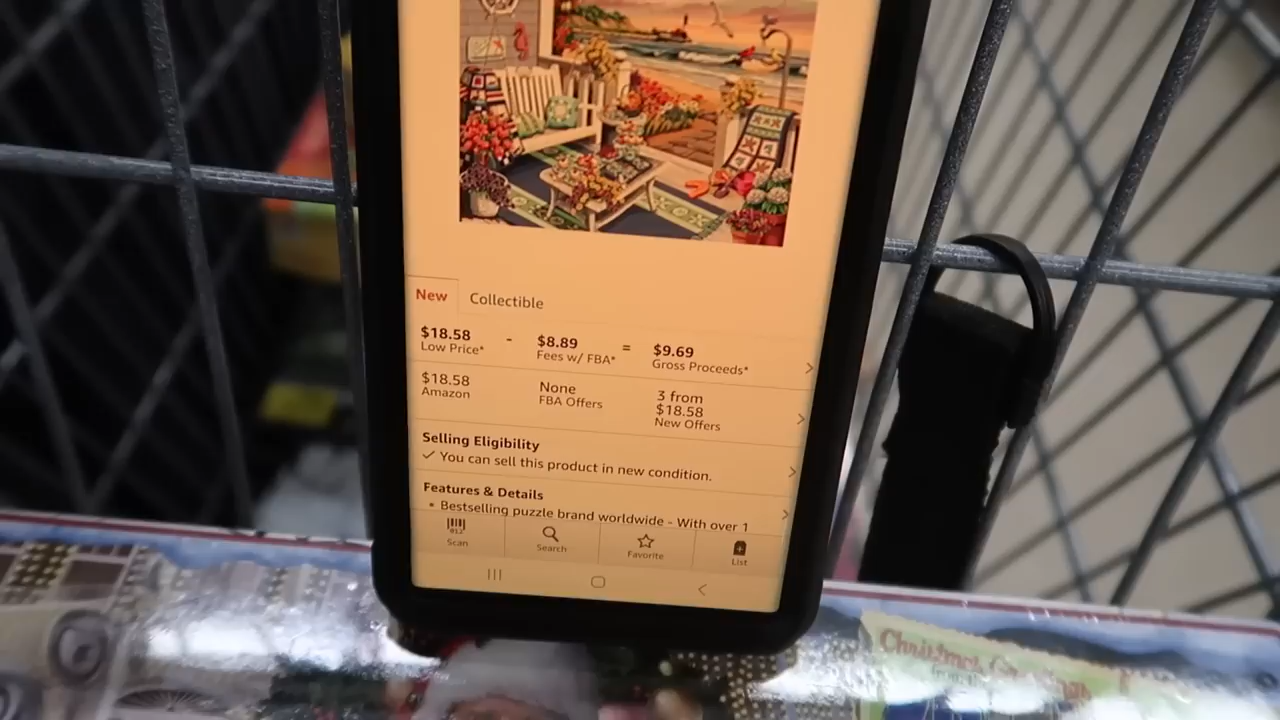 New
Collectible
$18.58 - $8.89 = $9.69
Low Price* Fees w/ FBA* Gross Proceeds*
$18.58 None 3 from
Amazon FBA Offers $18.58
New Offers
Selling Eligibility
✓ You can sell this product in new condition.
Features & Details
• Bestselling puzzle brand worldwide - With over 1
Scan Search Favorite List
Christmas